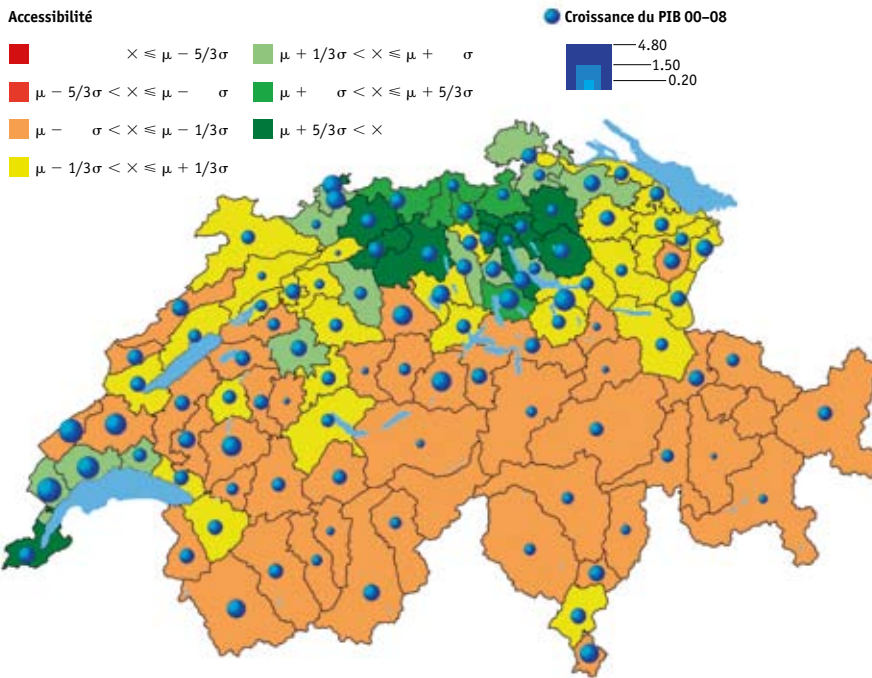 Accessibilité
× ≤ μ − 5/3σ
μ − 5/3σ < × ≤ μ − σ
μ − σ < × ≤ μ − 1/3σ
μ − 1/3σ < × ≤ μ + 1/3σ
μ + 1/3σ < × ≤ μ + σ
μ + σ < × ≤ μ + 5/3σ
μ + 5/3σ < ×
Croissance du PIB 00–08
4.80
1.50
0.20